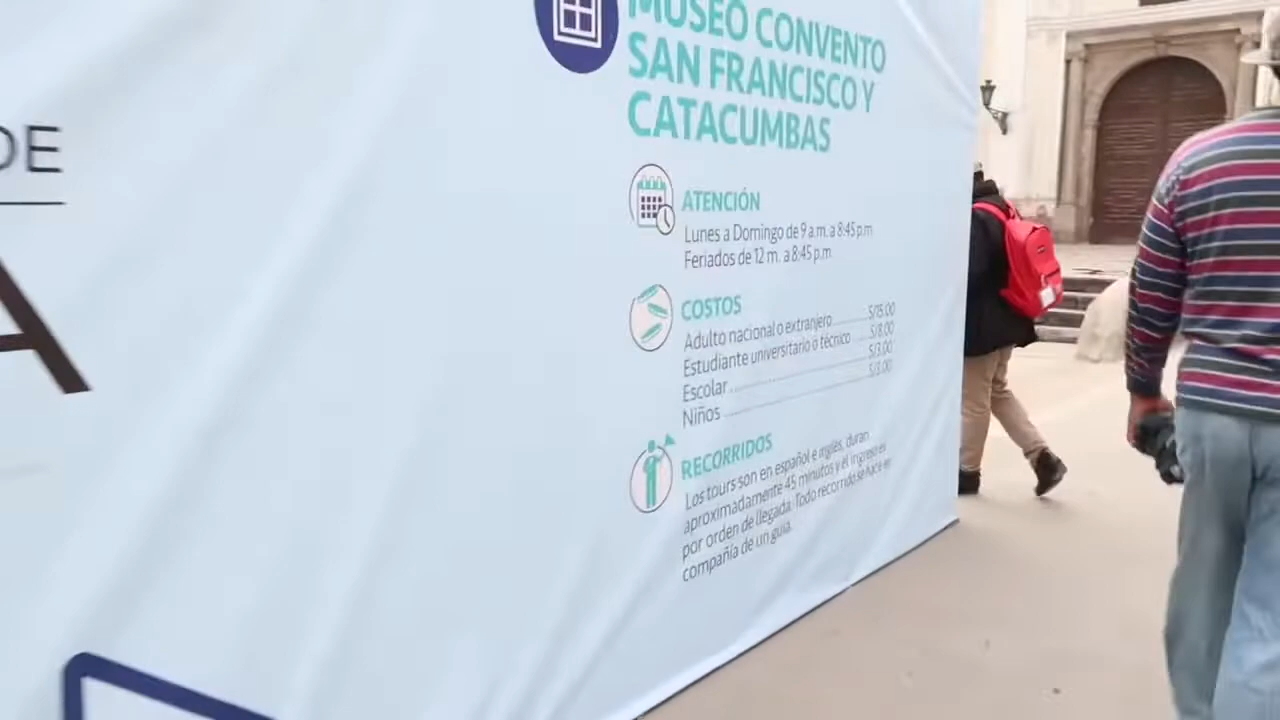 DE
A
MUSEO CONVENTO
SAN FRANCISCO Y
CATACUMBAS
ATENCIÓN
Lunes a Domingo de 9 a.m. a 8:45 p.m.
Feriados de 12 m. a 8:45 p.m.
COSTOS
Adulto nacional o extranjero S/15.00
Estudiante universitario o técnico S/8.00
Escolar S/3.00
Niños S/3.00
RECORRIDOS
Los tours son en español e inglés, duran
aproximadamente 45 minutos y el ingreso es
por orden de llegada. Todo recorrido se hace en
compañía de un guía.